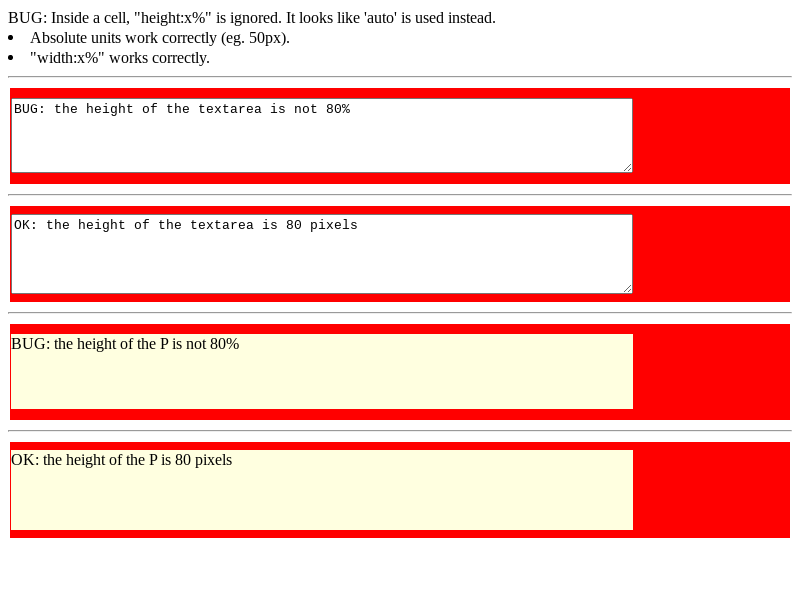 BUG: Inside a cell, "height:x%" is ignored. It looks like 'auto' is used instead.
Absolute units work correctly (eg. 50px).
"width:x%" works correctly.
BUG: the height of the textarea is not 80%
OK: the height of the textarea is 80 pixels
BUG: the height of the P is not 80%
OK: the height of the P is 80 pixels